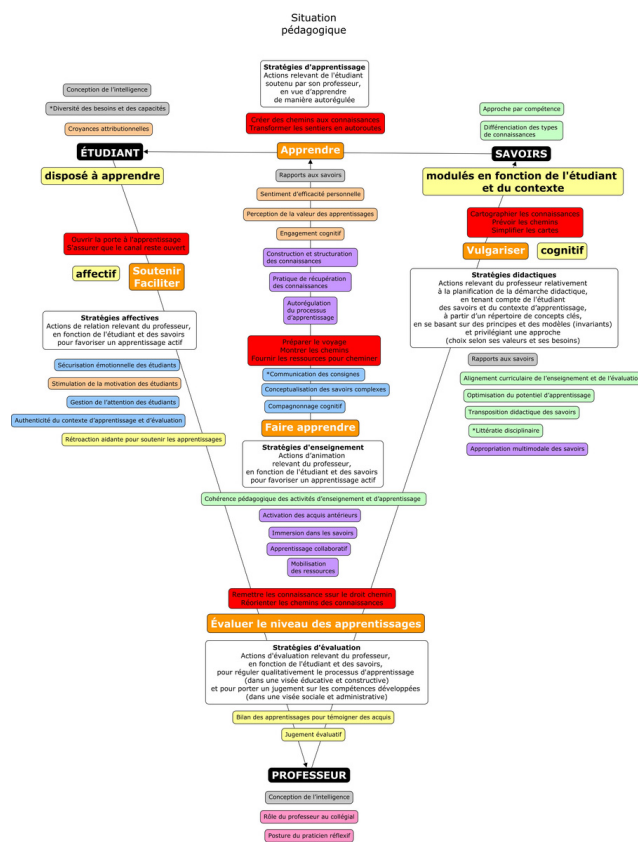 Situation
pédagogique
Stratégies d'apprentissage
Actions relevant de l'étudiant
soutenu par son professeur,
en vue d'apprendre
de manière autorégulée
Conception de l'intelligence
*Diversité des besoins et des capacités
Croyances attributionnelles
Créer des chemins aux connaissances
Transformer les sentiers en autoroutes
Approche par compétence
Différenciation des types
de connaissances
ÉTUDIANT
Apprendre
SAVOIRS
disposé à apprendre
Rapports aux savoirs
modulés en fonction de l'étudiant
et du contexte
Sentiment d'efficacité personnelle
Perception de la valeur des apprentissages
Engagement cognitif
Cartographier les connaissances
Prévoir les chemins
Simplifier les cartes
Ouvrir la porte à l'apprentissage
S'assurer que le canal reste ouvert
Construction et structuration
des connaissances
Vulgariser
cognitif
affectif
Soutenir
Faciliter
Pratique de récupération
des connaissances
Autorégulation
du processus
d'apprentissage
Stratégies didactiques
Actions relevant du professeur relativement
à la planification de la démarche didactique,
en tenant compte de l'étudiant
des savoirs et du contexte d'apprentissage,
à partir d'un répertoire de concepts clés,
en se basant sur des principes et des modèles (invariants)
et privilégiant une approche
(choix selon ses valeurs et ses besoins)
Stratégies affectives
Actions de relation relevant du professeur,
en fonction de l'étudiant et des savoirs
pour favoriser un apprentissage actif
Préparer le voyage
Montrer les chemins
Fournir les ressources pour cheminer
Sécurisation émotionnelle des étudiants
Stimulation de la motivation des étudiants
Gestion de l'attention des étudiants
Authenticité du contexte d'apprentissage et d'évaluation
Rétroaction aidante pour soutenir les apprentissages
*Communication des consignes
Conceptualisation des savoirs complexes
Compagnonnage cognitif
Rapports aux savoirs
Alignement curriculaire de l'enseignement et de l'évaluation
Optimisation du potentiel d'apprentissage
Transposition didactique des savoirs
*Littératie disciplinaire
Appropriation multimodale des savoirs
Faire apprendre
Stratégies d'enseignement
Actions d'animation
relevant du professeur,
en fonction de l'étudiant et des savoirs
pour favoriser un apprentissage actif
Cohérence pédagogique des activités d'enseignement et d'apprentissage
Activation des acquis antérieurs
Immersion dans les savoirs
Apprentissage collaboratif
Mobilisation
des ressources
Remettre les connaissance ssur le droit chemin
Réorienter les chemins des connaissances
Évaluer le niveau des apprentissages
Stratégies d'évaluation
Actions d'évaluation relevant du professeur,
en fonction de l'étudiant et des savoirs,
pour réguler qualitativement le processus d'apprentissage
(dans une visée éducative et constructive)
et pour porter un jugement sur les compétences développées
(dans une visée sociale et administrative)
Bilan des apprentissages pour témoigner des acquis
Jugement évaluatif
PROFESSEUR
Conception de l'intelligence
Rôle du professeur au collégial
Posture du praticien réflexif